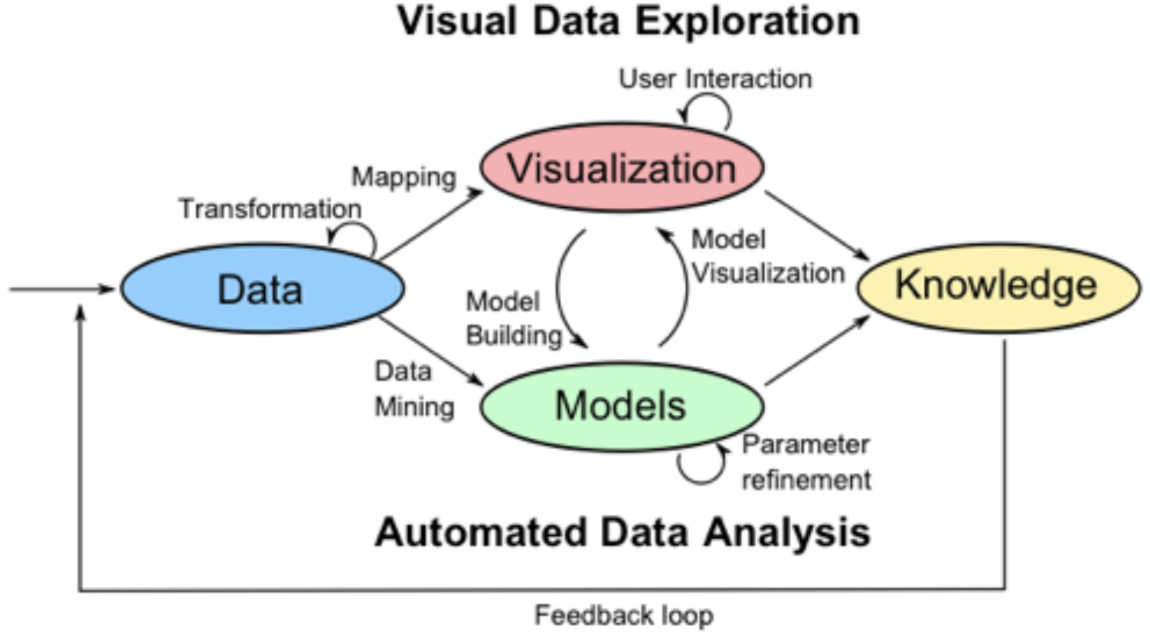 Visual Data Exploration
User Interaction
Visualization
Mapping
Transformation
Data
Model
Visualization
Knowledge
Model
Building
Data
Mining
Models
Parameter
refinement
Automated Data Analysis
Feedback loop